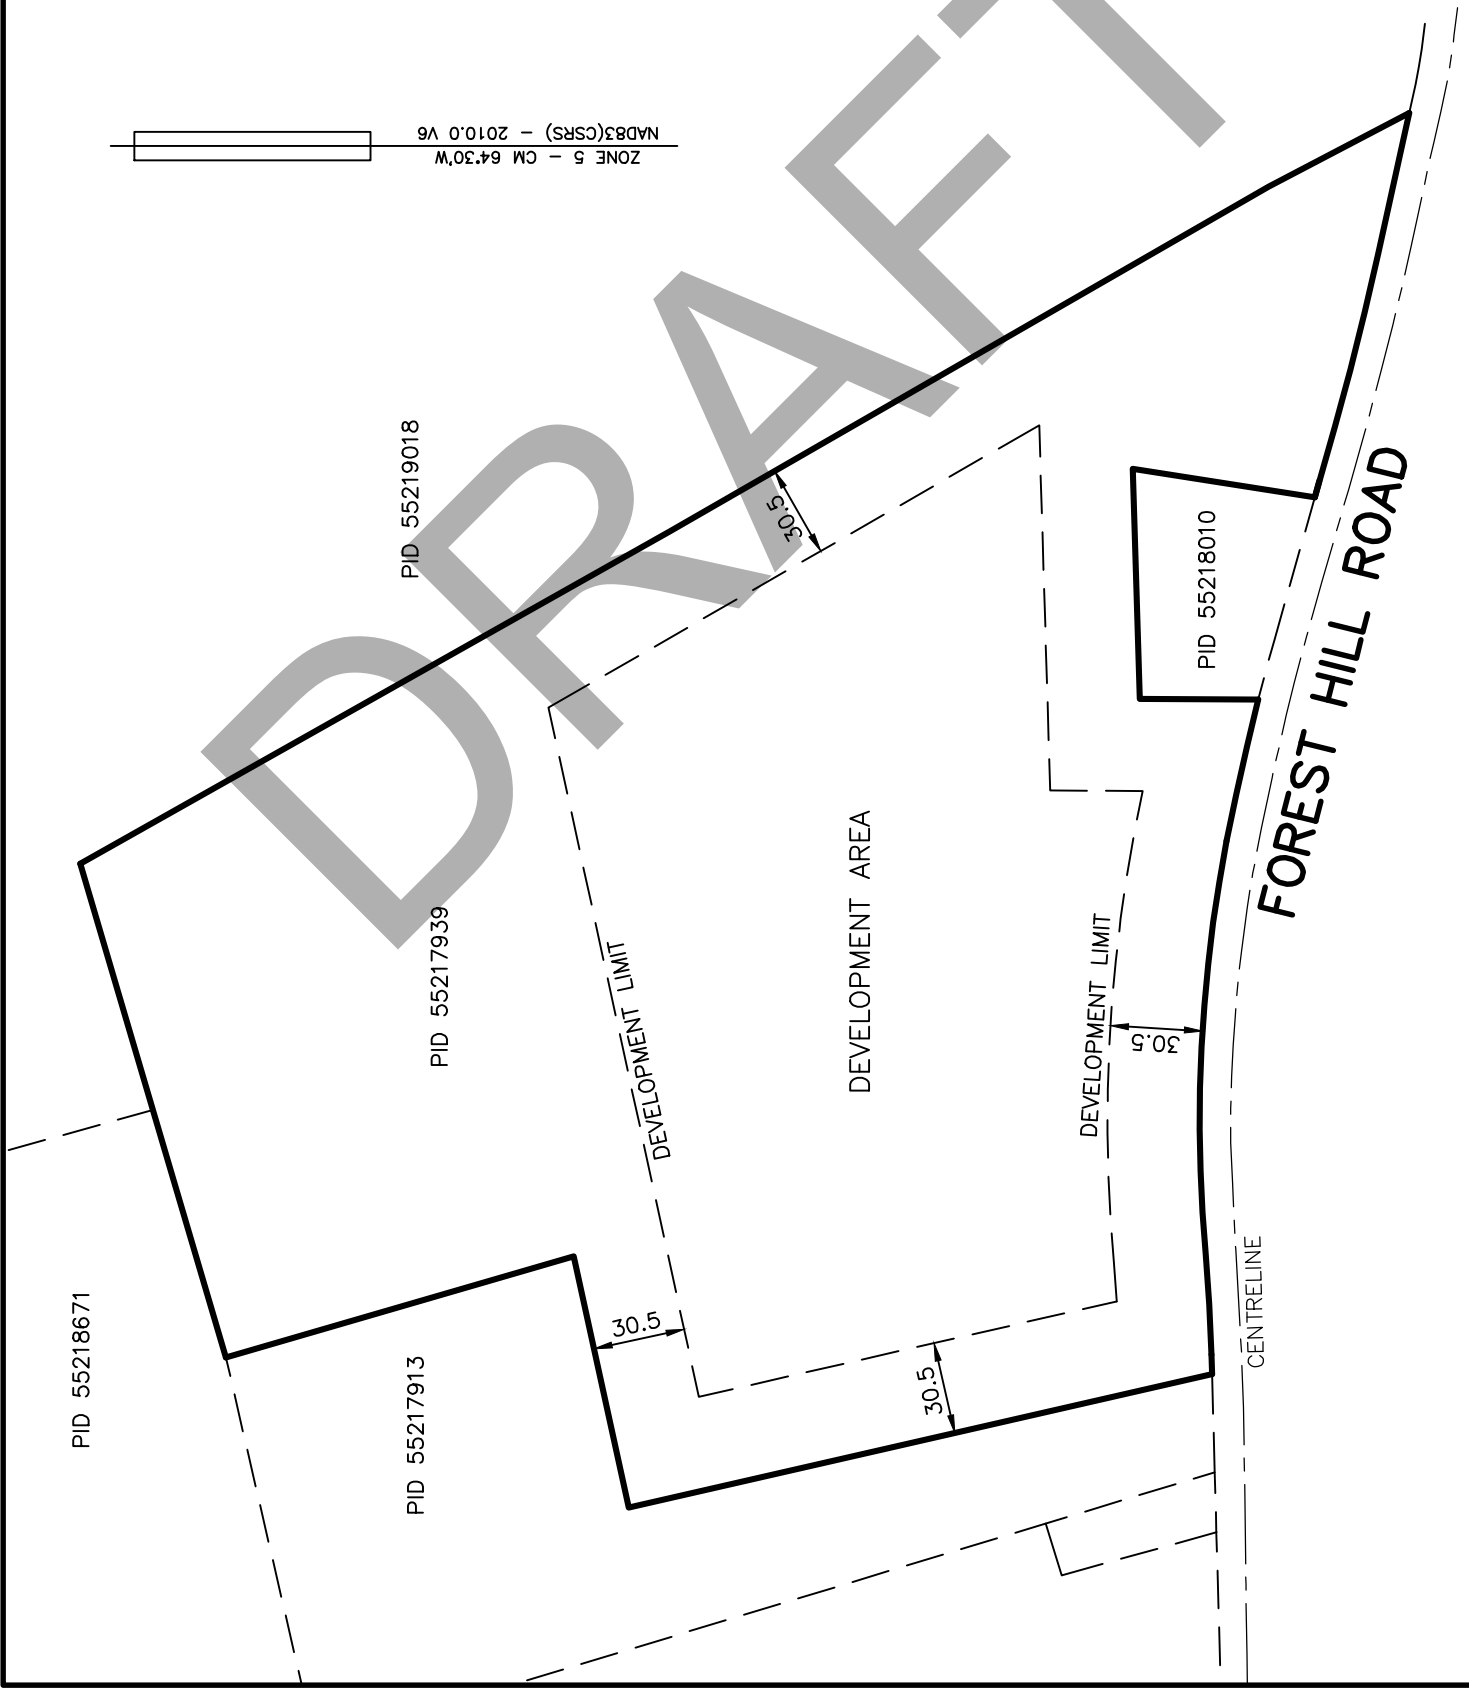 NAD83(CSRS) - 2010.0 V6
ZONE 5 - CM 64°30'W
DRAFT
PID 55219018
PID 55217939
PID 55218010
FOREST HILL ROAD
DEVELOPMENT LIMIT
DEVELOPMENT AREA
DEVELOPMENT LIMIT
30.5
30.5
30.5
30.5
PID 55218671
PID 55217913
CENTRELINE